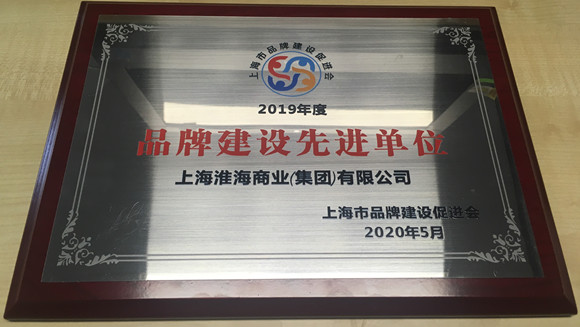 上海市品牌建设促进会
2019年度
品牌建设先进单位
上海淮海商业(集团)有限公司
上海市品牌建设促进会
2020年5月